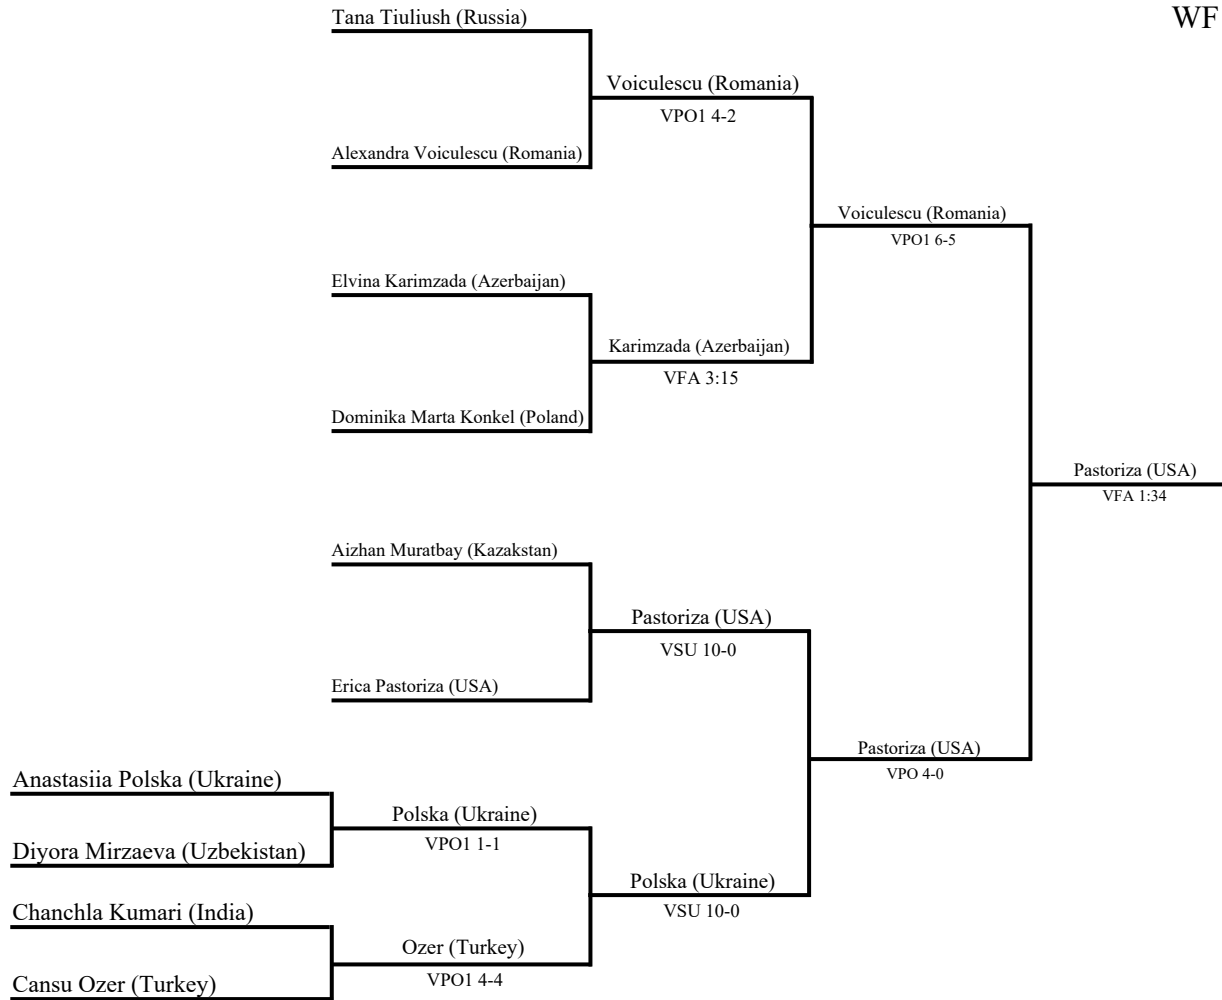 Tana Tiuliush (Russia)
WF
Voiculescu (Romania)
VPO1 4-2
Alexandra Voiculescu (Romania)
Voiculescu (Romania)
VPO1 6-5
Elvina Karimzada (Azerbaijan)
Karimzada (Azerbaijan)
VFA 3:15
Dominika Marta Konkel (Poland)
Pastoriza (USA)
VFA 1:34
Aizhan Muratbay (Kazakstan)
Pastoriza (USA)
VSU 10-0
Erica Pastoriza (USA)
Pastoriza (USA)
VPO 4-0
Anastasiia Polska (Ukraine)
Polska (Ukraine)
VPO1 1-1
Diyora Mirzaeva (Uzbekistan)
Polska (Ukraine)
VSU 10-0
Chanchla Kumari (India)
Ozer (Turkey)
VPO1 4-4
Cansu Ozer (Turkey)